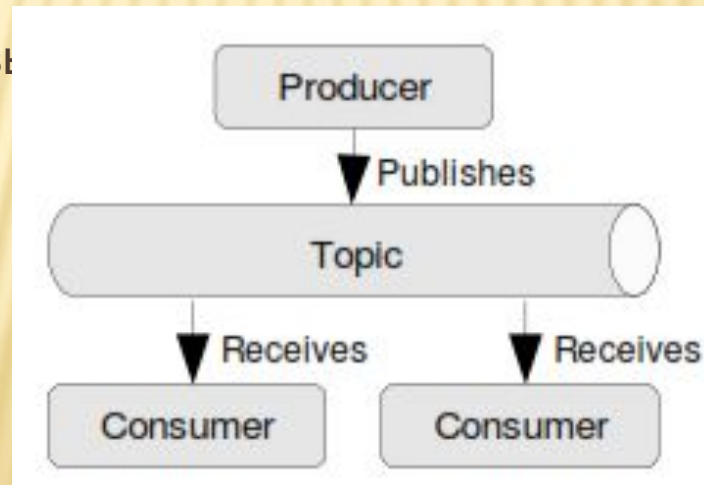 Producer
Publishes
Topic
Receives Receives
Consumer Consumer